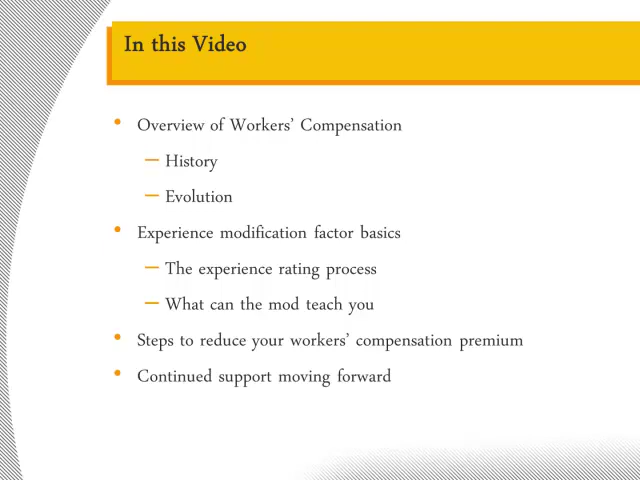 In this Video
• Overview of Workers’ Compensation
– History
– Evolution
• Experience modification factor basics
– The experience rating process
– What can the mod teach you
• Steps to reduce your workers’ compensation premium
• Continued support moving forward